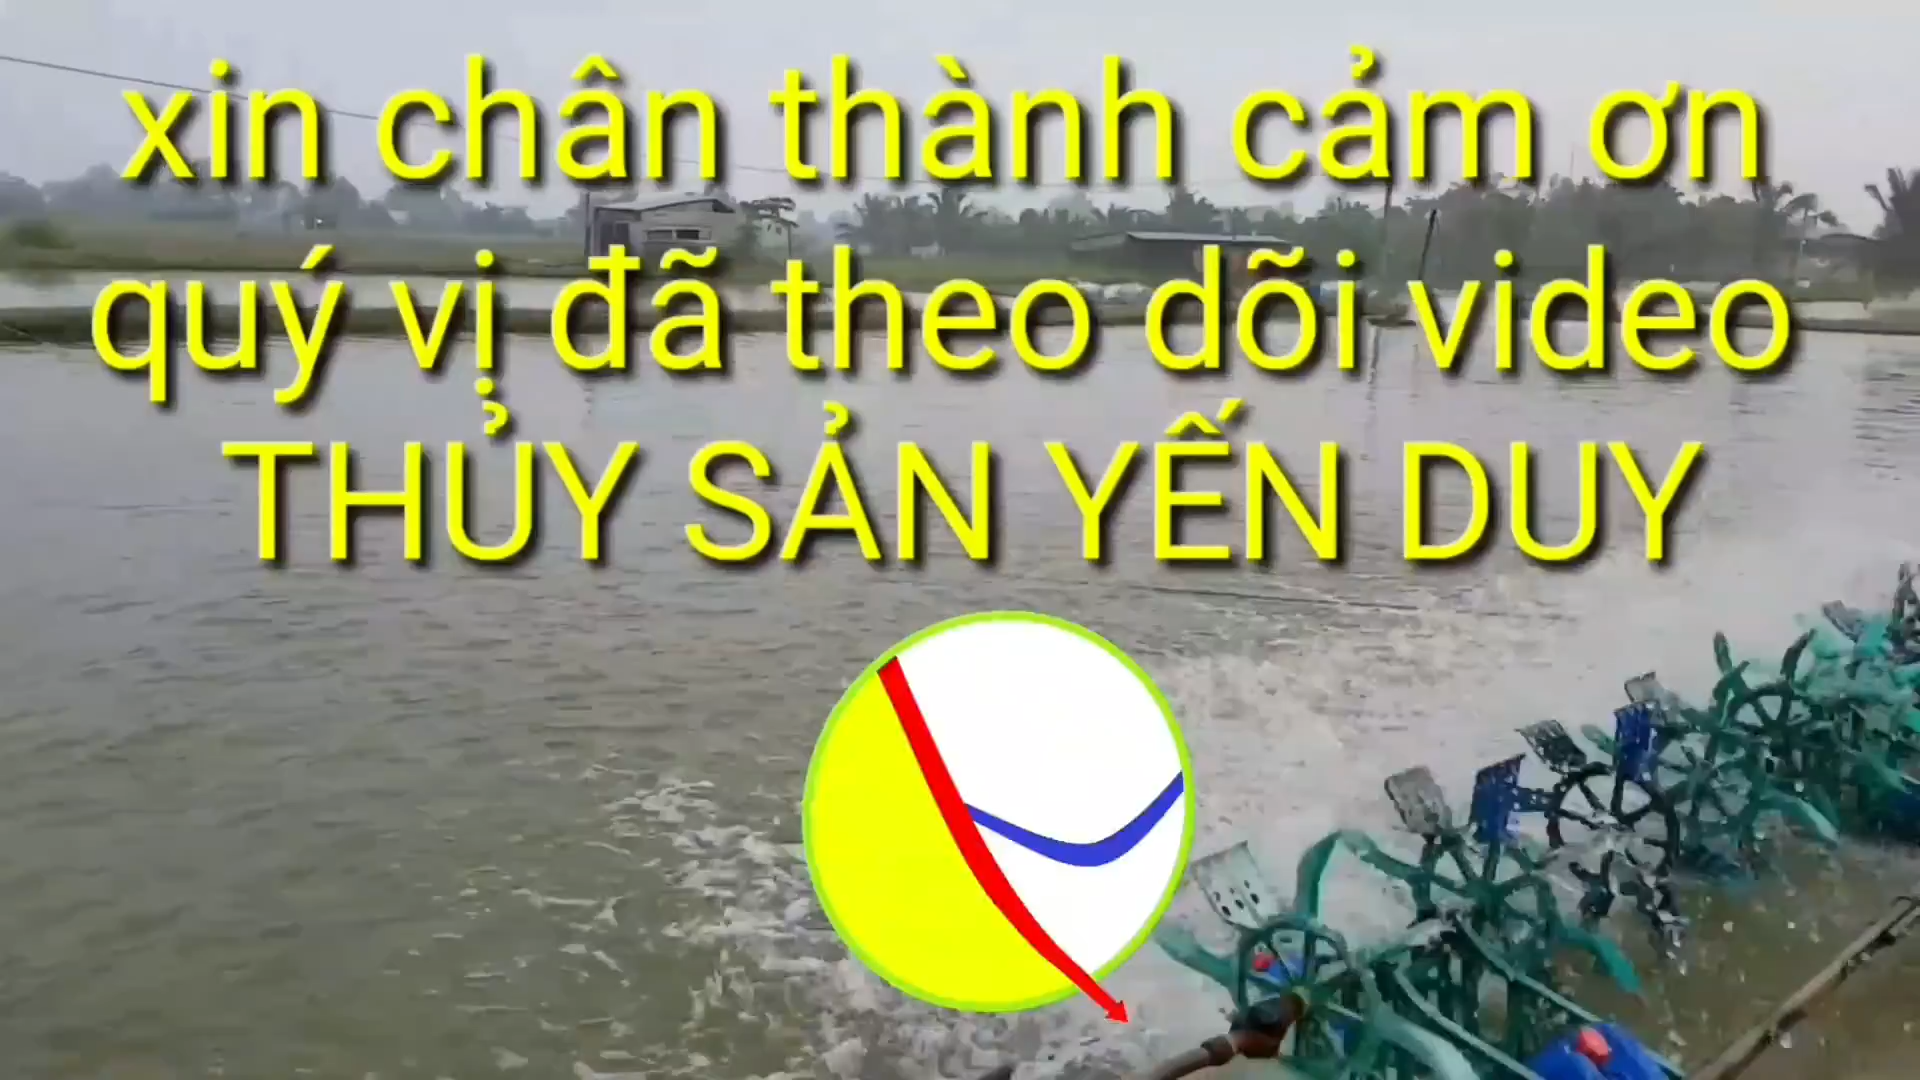 xin chân thành cảm ơn
quý vị đã theo dõi video
THỦY SẢN YẾN DUY